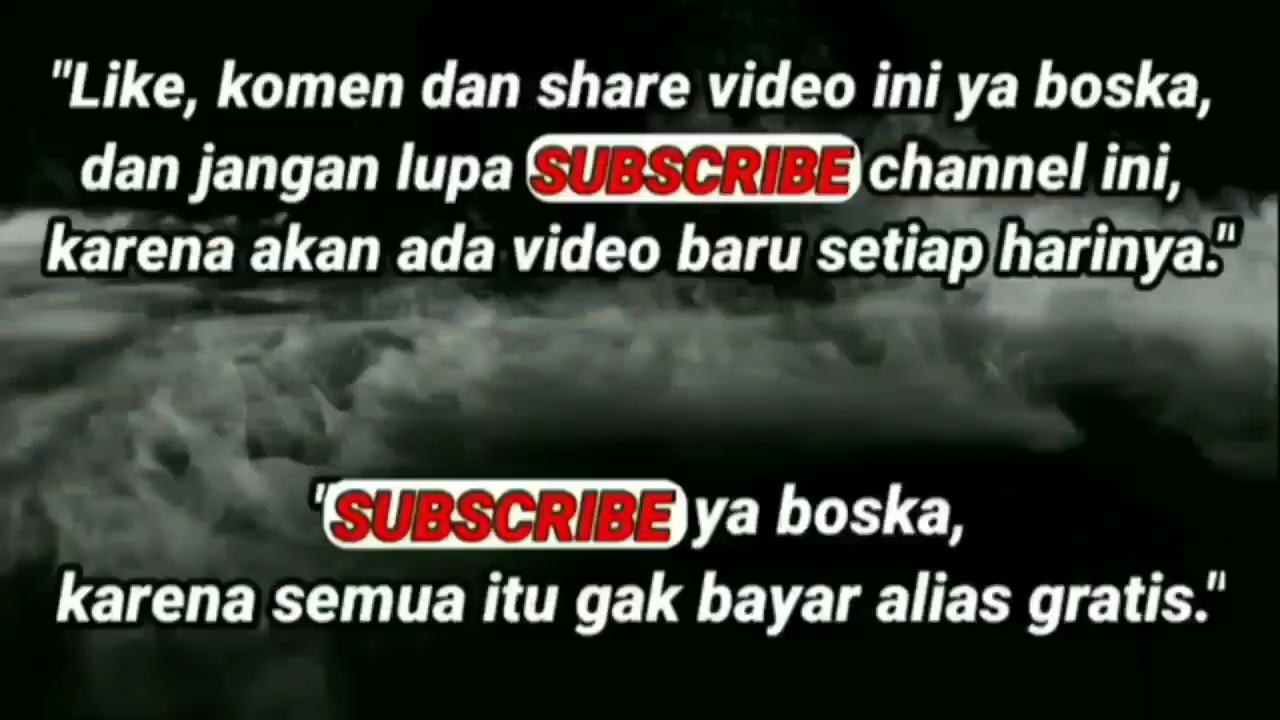 "Like, komen dan share video ini ya boska,
dan jangan lupa SUBSCRIBE channel ini,
karena akan ada video baru setiap harinya."
"SUBSCRIBE ya boska,
karena semua itu gak bayar alias gratis."